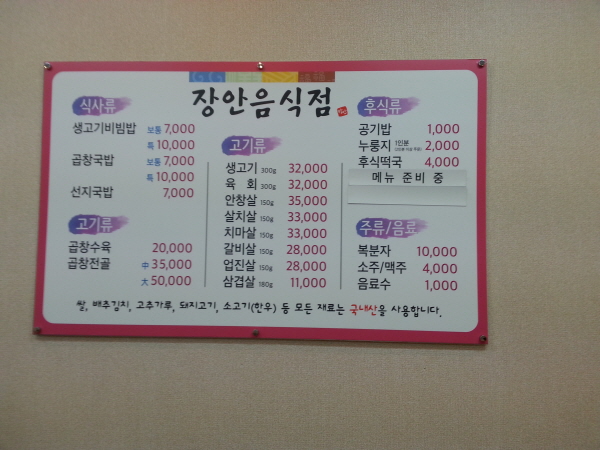 장안음식점
식사류
생고기비빔밥 보통 7,000
특 10,000
곱창국밥 보통 7,000
특 10,000
선지국밥 7,000
고기류
곱창수육 20,000
곱창전골 中 35,000
大 50,000
고기류
생고기 300g 32,000
육 회 300g 32,000
안창살 150g 35,000
살치살 150g 33,000
치마살 150g 33,000
갈비살 150g 28,000
업진살 150g 28,000
삼겹살 180g 11,000
후식류
공기밥 1,000
누룽지 1인분 2,000
후식떡국 4,000
메뉴 준비 중
주류/음료
복분자 10,000
소주/맥주 4,000
음료수 1,000
쌀, 배추김치, 고추가루, 돼지고기, 소고기(한우) 등 모든 재료는 국내산을 사용합니다.